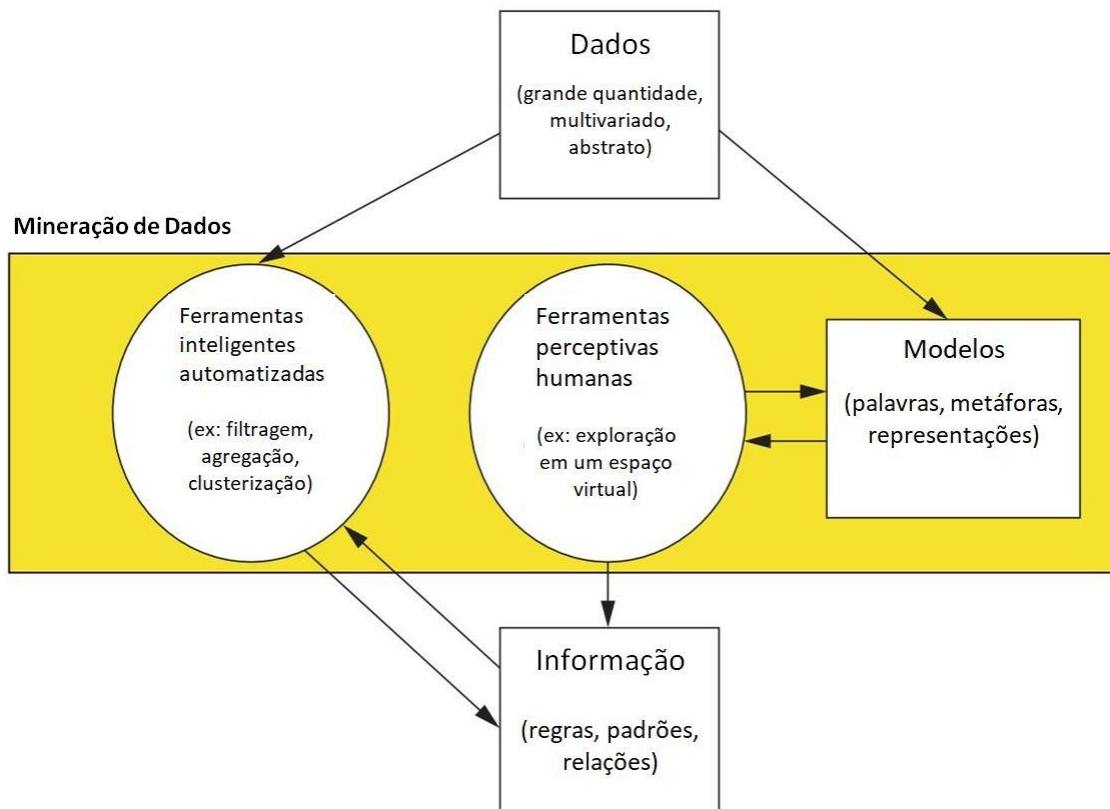 Dados
(grande quantidade,
multivariado,
abstrato)
Mineração de Dados
Ferramentas
inteligentes
automatizadas
(ex: filtragem,
agregação,
clusterização)
Ferramentas
perceptivas
humanas
(ex: exploração
em um espaço
virtual)
Modelos
(palavras, metáforas,
representações)
Informação
(regras, padrões,
relações)